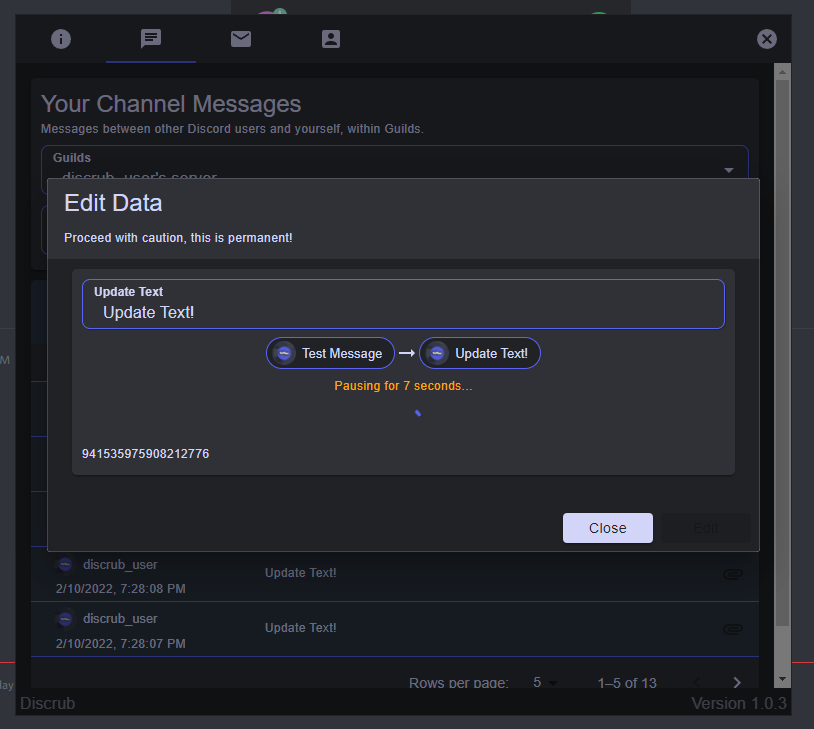 Your Channel Messages
Messages between other Discord users and yourself, within Guilds.
Guilds
discrub_user's server
Edit Data
Proceed with caution, this is permanent!
Update Text
Update Text!
Test Message
Update Text!
Pausing for 7 seconds...
941535975908212776
Close
Edit
discrub_user
2/10/2022, 7:28:08 PM
Update Text!
discrub_user
2/10/2022, 7:28:07 PM
Update Text!
Rows per page:
5
1–5 of 13
Discrub
Version 1.0.3